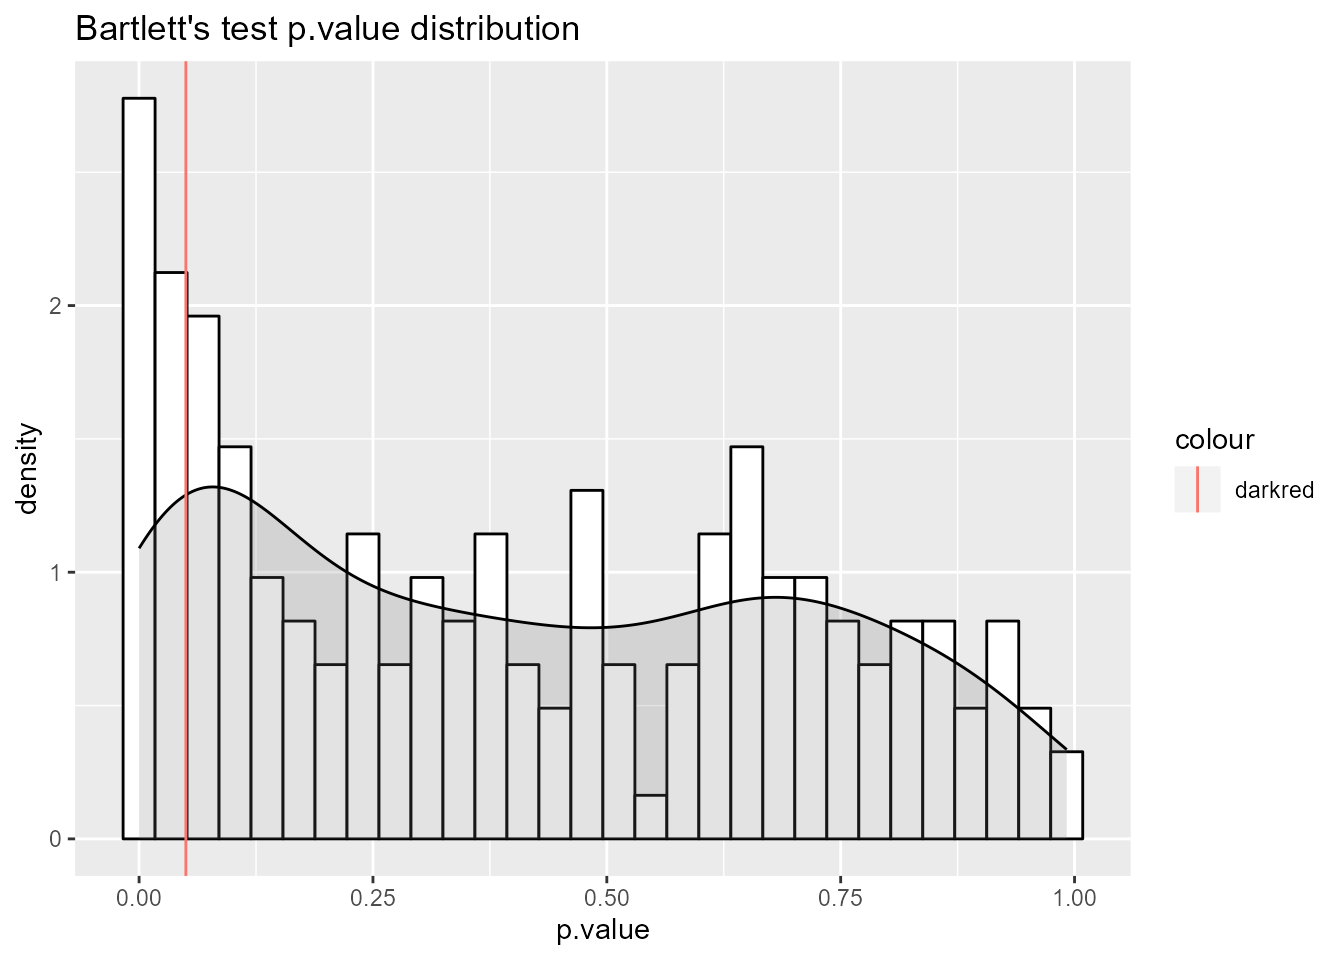 Bartlett's test p.value distribution
density
2
1
0
0.00 0.25 0.50 0.75 1.00
p.value
colour
darkred